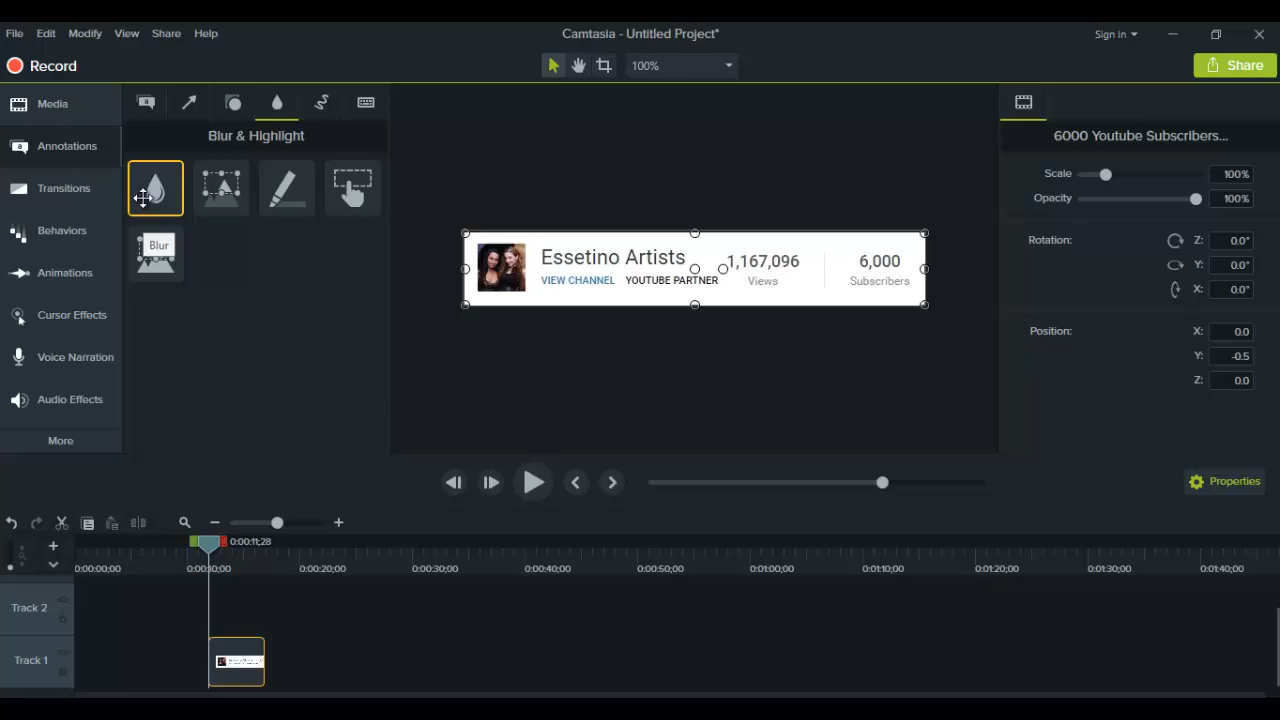 File Edit Modify View Share Help
Camtasia - Untitled Project*
Sign in
Record
100%
Share
Media
Annotations
Transitions
Behaviors
Animations
Cursor Effects
Voice Narration
Audio Effects
More
Blur & Highlight
Blur
Essetino Artists
VIEW CHANNEL YOUTUBE PARTNER
1,167,096
Views
6,000
Subscribers
6000 Youtube Subscribers...
Scale 100%
Opacity 100%
Rotation: Z: 0.0°
Y: 0.0°
X: 0.0°
Position: X: 0.0
Y: -0.5
Z: 0.0
Properties
0:00:11;28
0:00:00;00 0:00:10;00 0:00:20;00 0:00:30;00 0:00:40;00 0:00:50;00 0:01:00;00 0:01:10;00 0:01:20;00 0:01:30;00 0:01:40;00
Track 2
Track 1